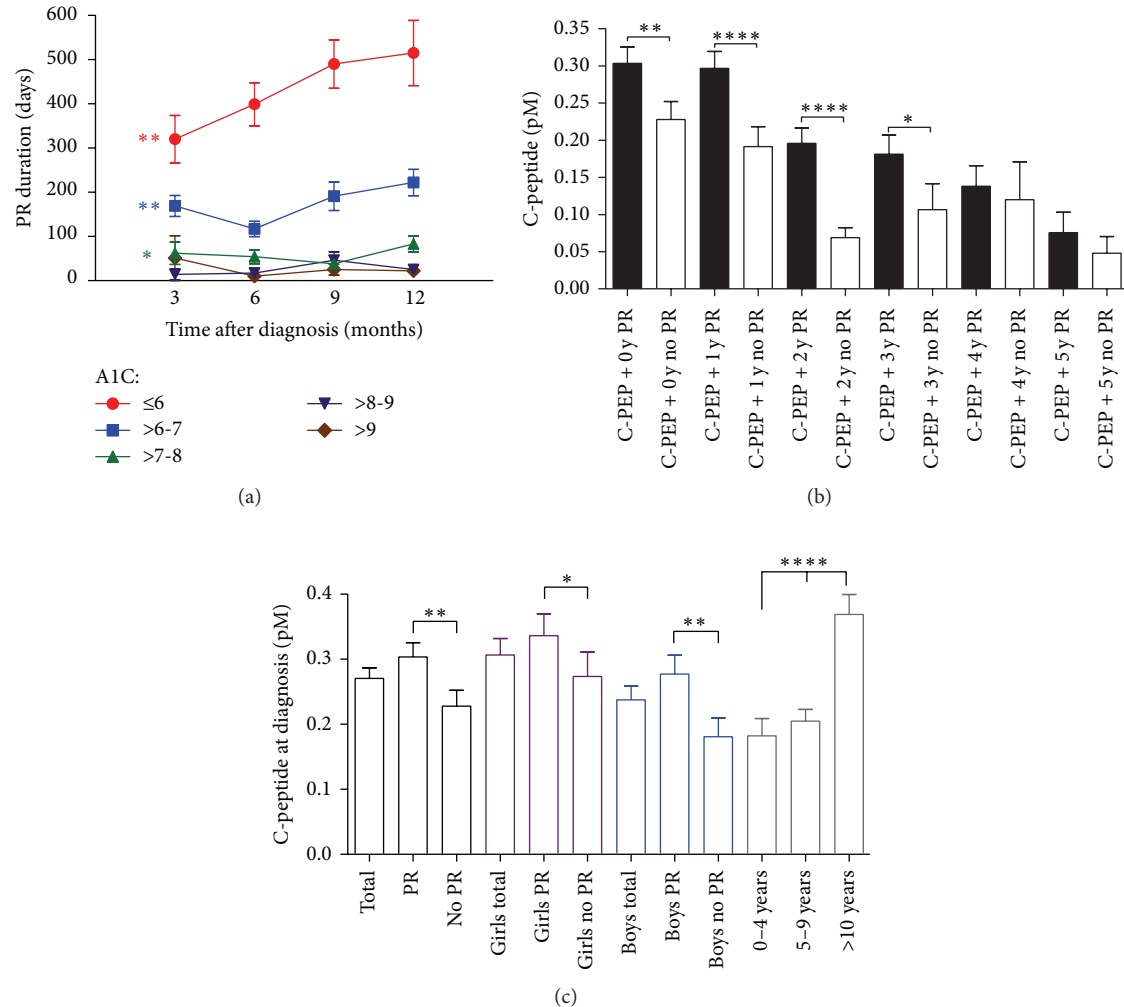 600
500
400
300
200
100
0
PR duration (days)
**
**
*
3 6 9 12
Time after diagnosis (months)
A1C:
≤6
>6-7
>7-8
>8-9
>9
(a)
0.30
0.25
0.20
0.15
0.10
0.05
0.00
C-peptide (pM)
**
****
****
*
C-PEP + 0y PR
C-PEP + 0y no PR
C-PEP + 1y PR
C-PEP + 1y no PR
C-PEP + 2y PR
C-PEP + 2y no PR
C-PEP + 3y PR
C-PEP + 3y no PR
C-PEP + 4y PR
C-PEP + 4y no PR
C-PEP + 5y PR
C-PEP + 5y no PR
(b)
0.4
0.3
0.2
0.1
0.0
C-peptide at diagnosis (pM)
**
*
**
****
Total
PR
No PR
Girls total
Girls PR
Girls no PR
Boys total
Boys PR
Boys no PR
0–4 years
5–9 years
>10 years
(c)